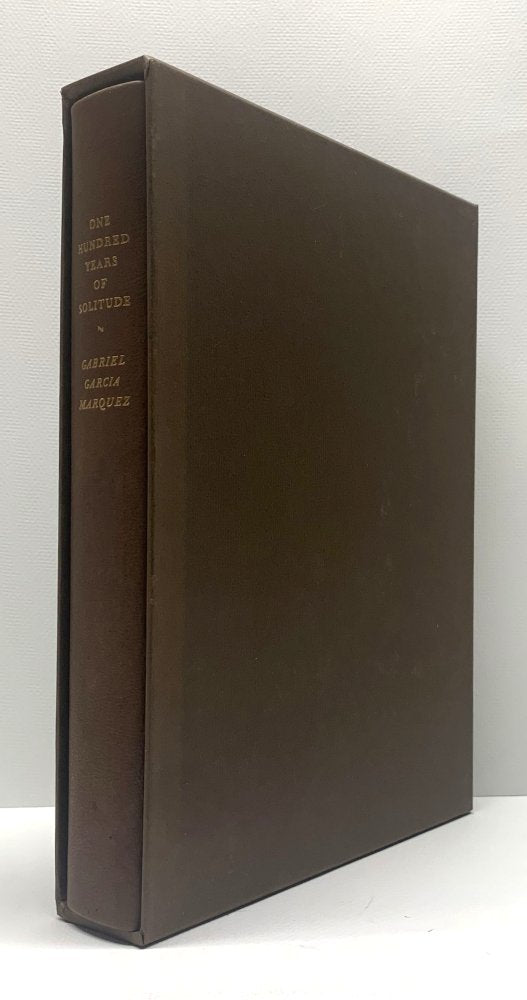 ONE
HUNDRED
YEARS
OF
SOLITUDE
GABRIEL
GARCIA
MARQUEZ